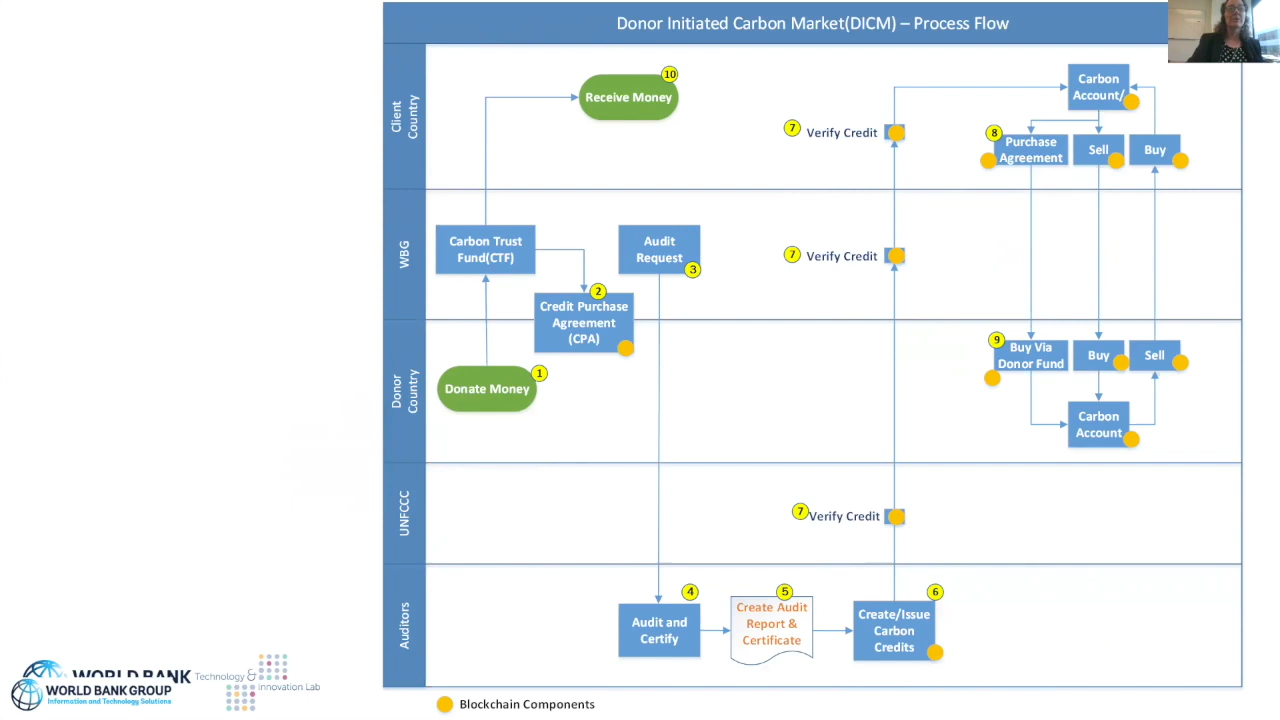 Donor Initiated Carbon Market(DICM) – Process Flow
Client
Country
10
Receive Money
7
Verify Credit
Carbon
Account/
8
Purchase
Agreement
Sell
Buy
WBG
Carbon Trust
Fund(CTF)
Audit
Request
3
7
Verify Credit
2
Credit Purchase
Agreement
(CPA)
Donor
Country
1
Donate Money
9
Buy Via
Donor Fund
Buy
Sell
Carbon
Account
UNFCCC
7
Verify Credit
Auditors
4
Audit and
Certify
5
Create Audit
Report &
Certificate
6
Create/Issue
Carbon
Credits
Blockchain Components
WORLD BANK
Technology &
Innovation Lab
WORLD BANK GROUP
Information and Technology Solutions